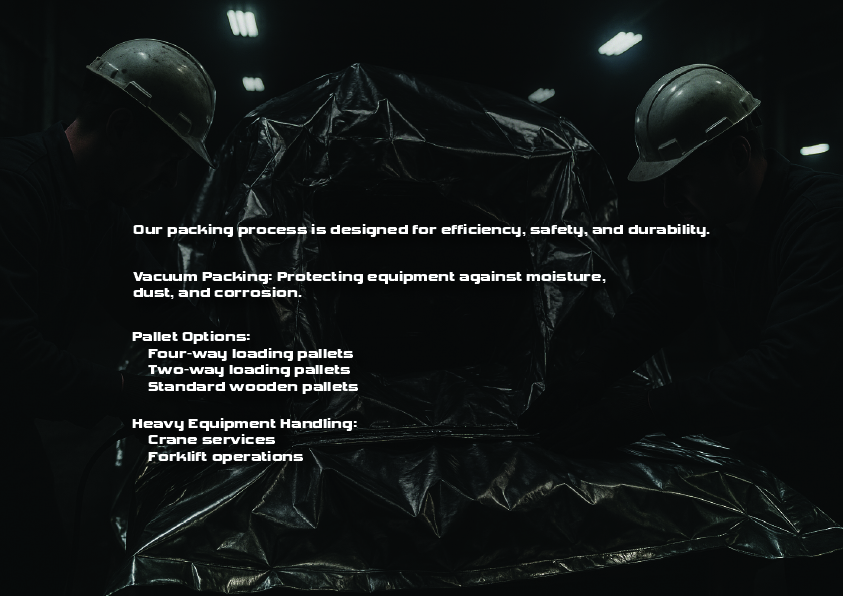 Our packing process is designed for efficiency, safety, and durability.
Vacuum Packing: Protecting equipment against moisture,
dust, and corrosion.
Pallet Options:
Four-way loading pallets
Two-way loading pallets
Standard wooden pallets
Heavy Equipment Handling:
Crane services
Forklift operations